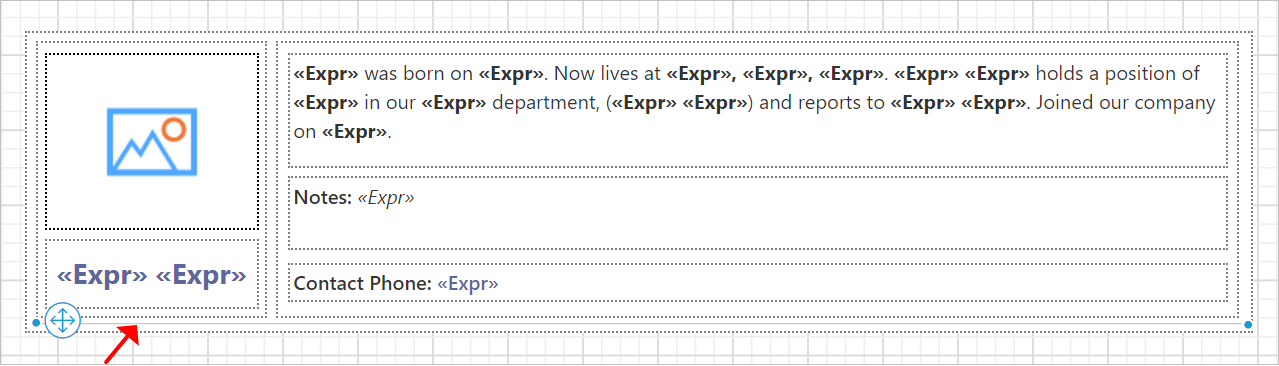 «Expr» was born on «Expr». Now lives at «Expr», «Expr», «Expr». «Expr» «Expr» holds a position of
«Expr» in our «Expr» department, («Expr» «Expr») and reports to «Expr» «Expr». Joined our company
on «Expr».
Notes: «Expr»
«Expr» «Expr»
Contact Phone: «Expr»